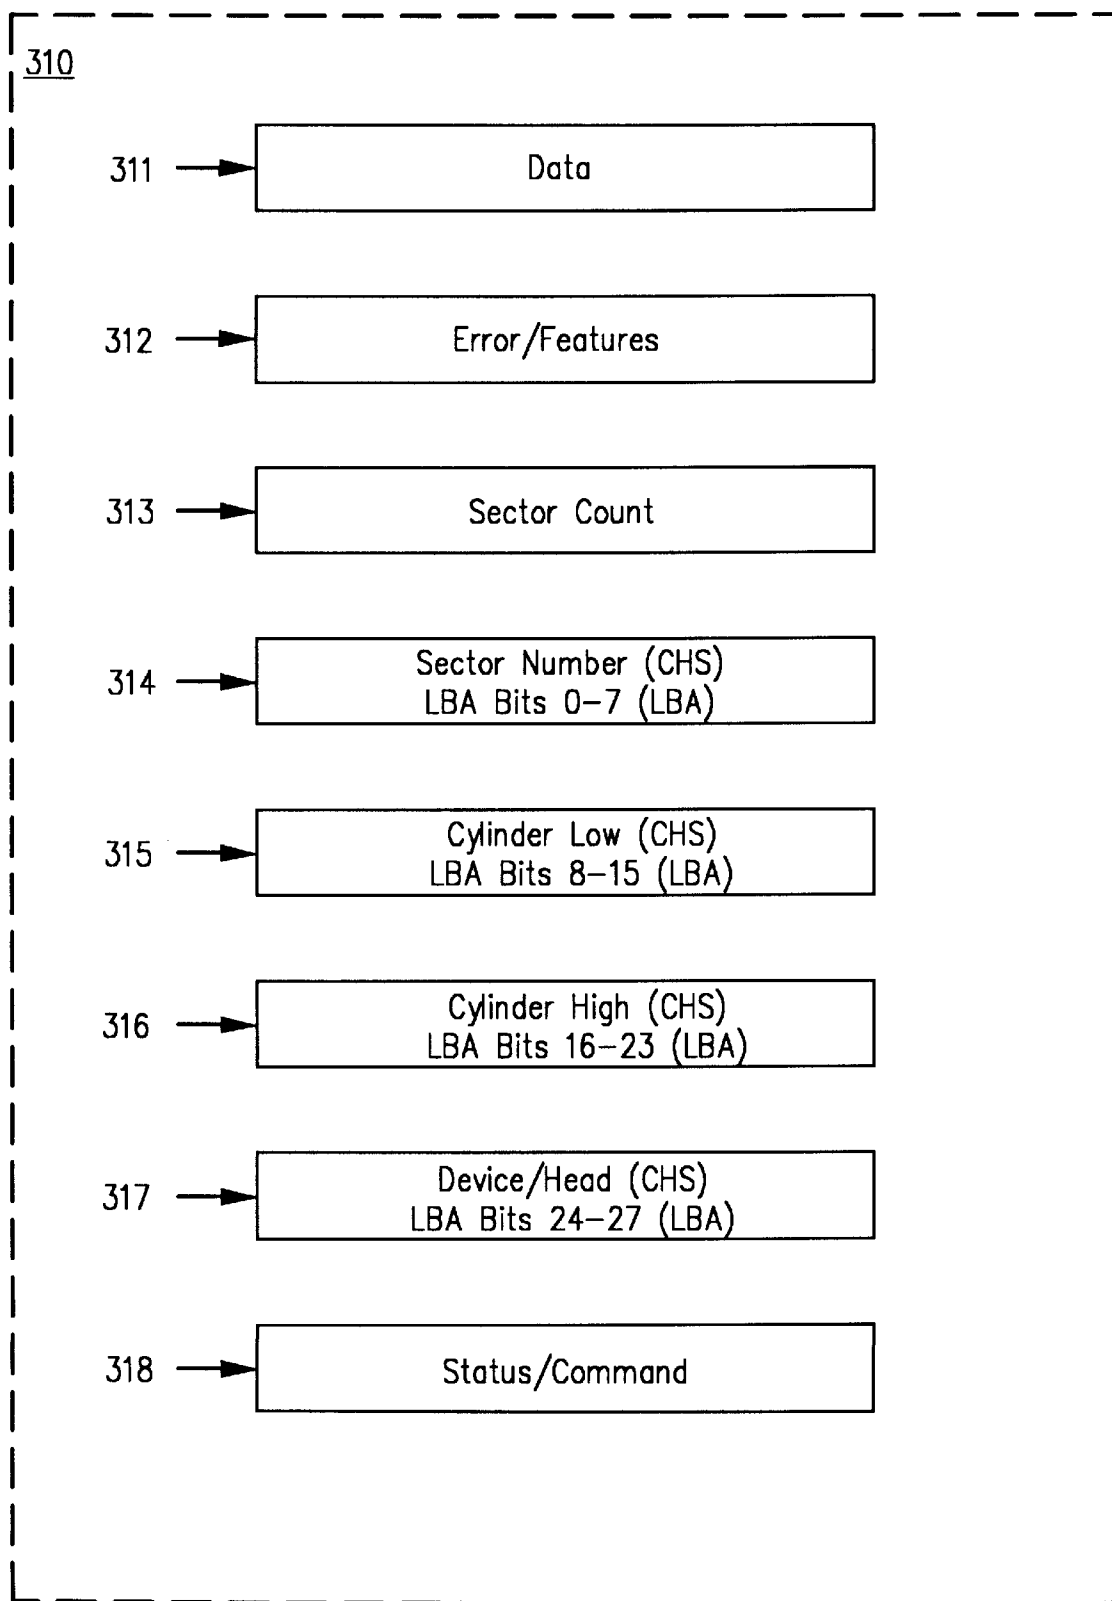 310
311 Data
312 Error/Features
313 Sector Count
314 Sector Number (CHS)
LBA Bits 0–7 (LBA)
315 Cylinder Low (CHS)
LBA Bits 8–15 (LBA)
316 Cylinder High (CHS)
LBA Bits 16–23 (LBA)
317 Device/Head (CHS)
LBA Bits 24–27 (LBA)
318 Status/Command